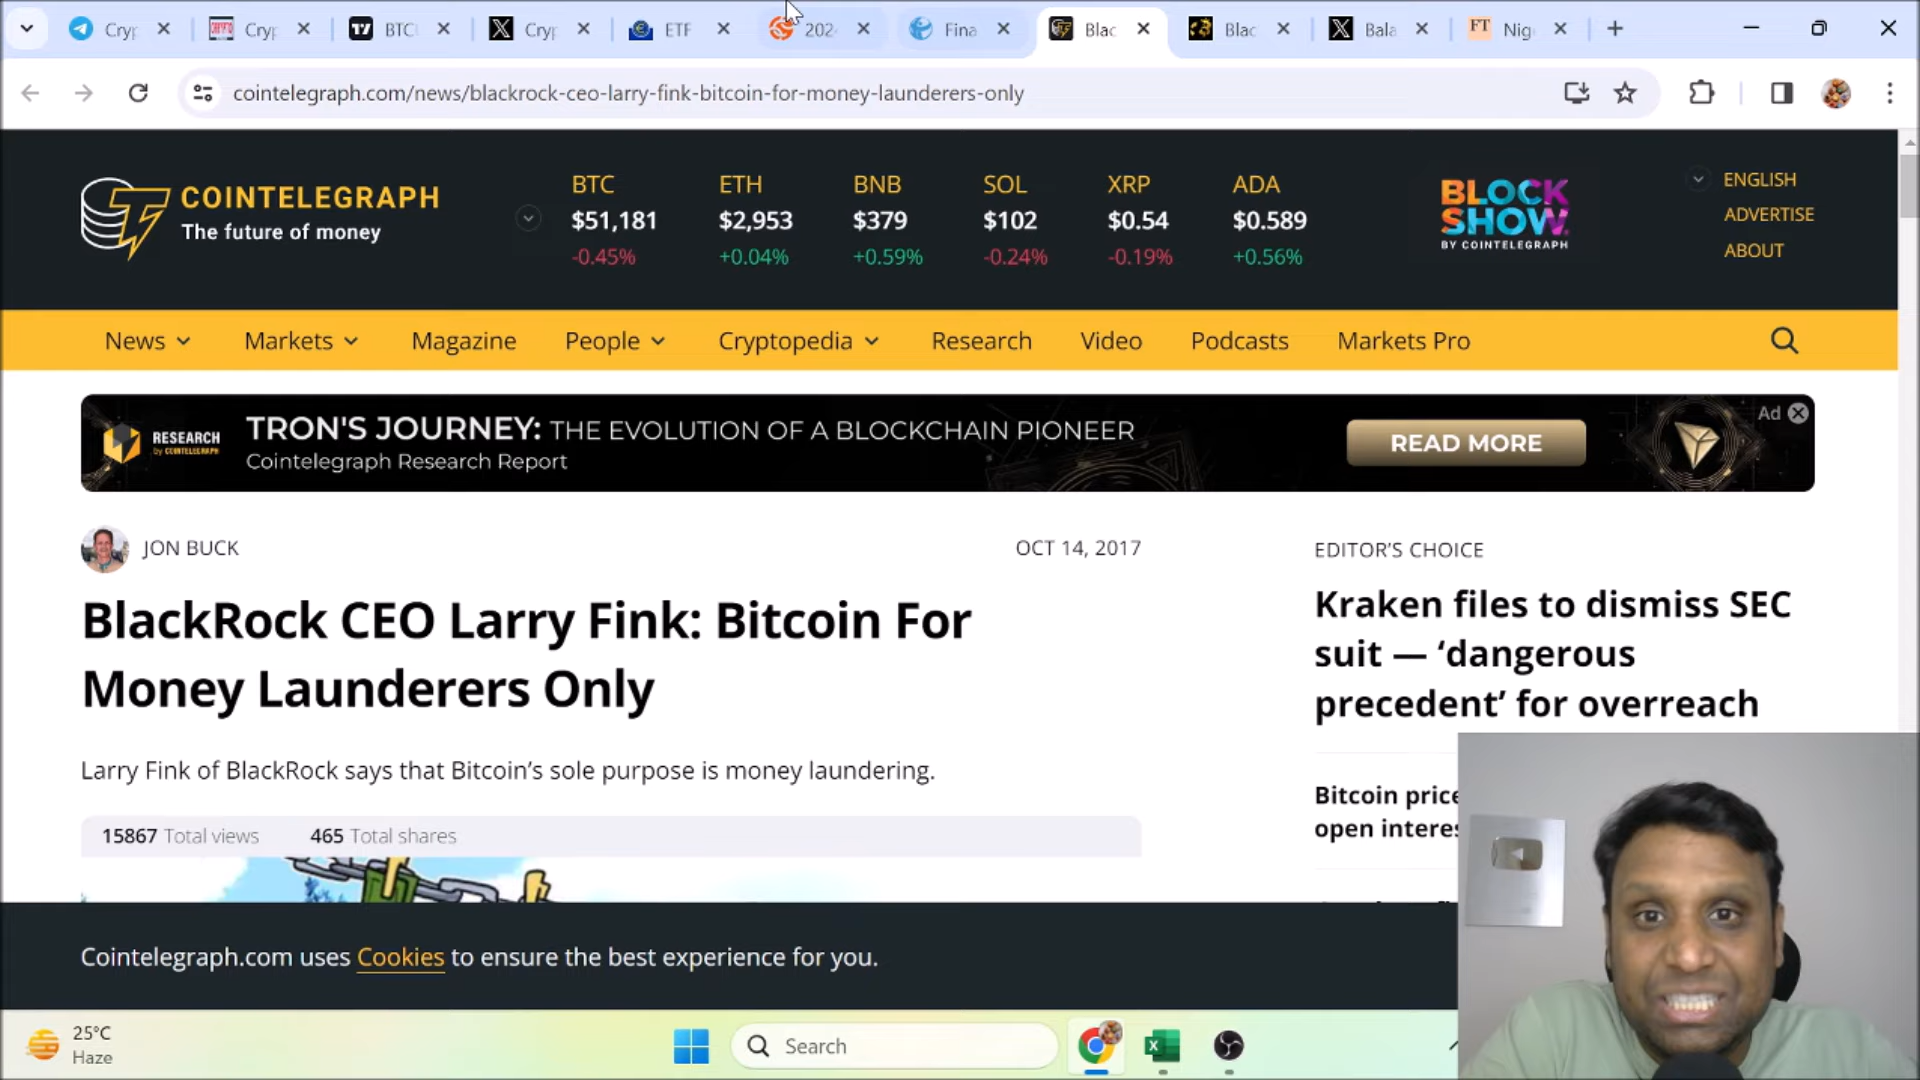 Cryp
Cryp
BTC
Cryp
ETF
202
Fina
Blac
Blac
Bala
FT
Nig
cointelegraph.com/news/blackrock-ceo-larry-fink-bitcoin-for-money-launderers-only
COINTELEGRAPH
The future of money
BTC
$51,181
-0.45%
ETH
$2,953
+0.04%
BNB
$379
+0.59%
SOL
$102
-0.24%
XRP
$0.54
-0.19%
ADA
$0.589
+0.56%
BLOCK
SHOW
BY COINTELEGRAPH
ENGLISH
ADVERTISE
ABOUT
News
Markets
Magazine
People
Cryptopedia
Research
Video
Podcasts
Markets Pro
RESEARCH
by COINTELEGRAPH
TRON'S JOURNEY: THE EVOLUTION OF A BLOCKCHAIN PIONEER
Cointelegraph Research Report
READ MORE
Ad
JON BUCK
OCT 14, 2017
BlackRock CEO Larry Fink: Bitcoin For
Money Launderers Only
Larry Fink of BlackRock says that Bitcoin's sole purpose is money laundering.
15867 Total views
465 Total shares
EDITOR'S CHOICE
Kraken files to dismiss SEC
suit — ‘dangerous
precedent’ for overreach
Bitcoin price
open interes
Cointelegraph.com uses Cookies to ensure the best experience for you.
25°C
Haze
Search